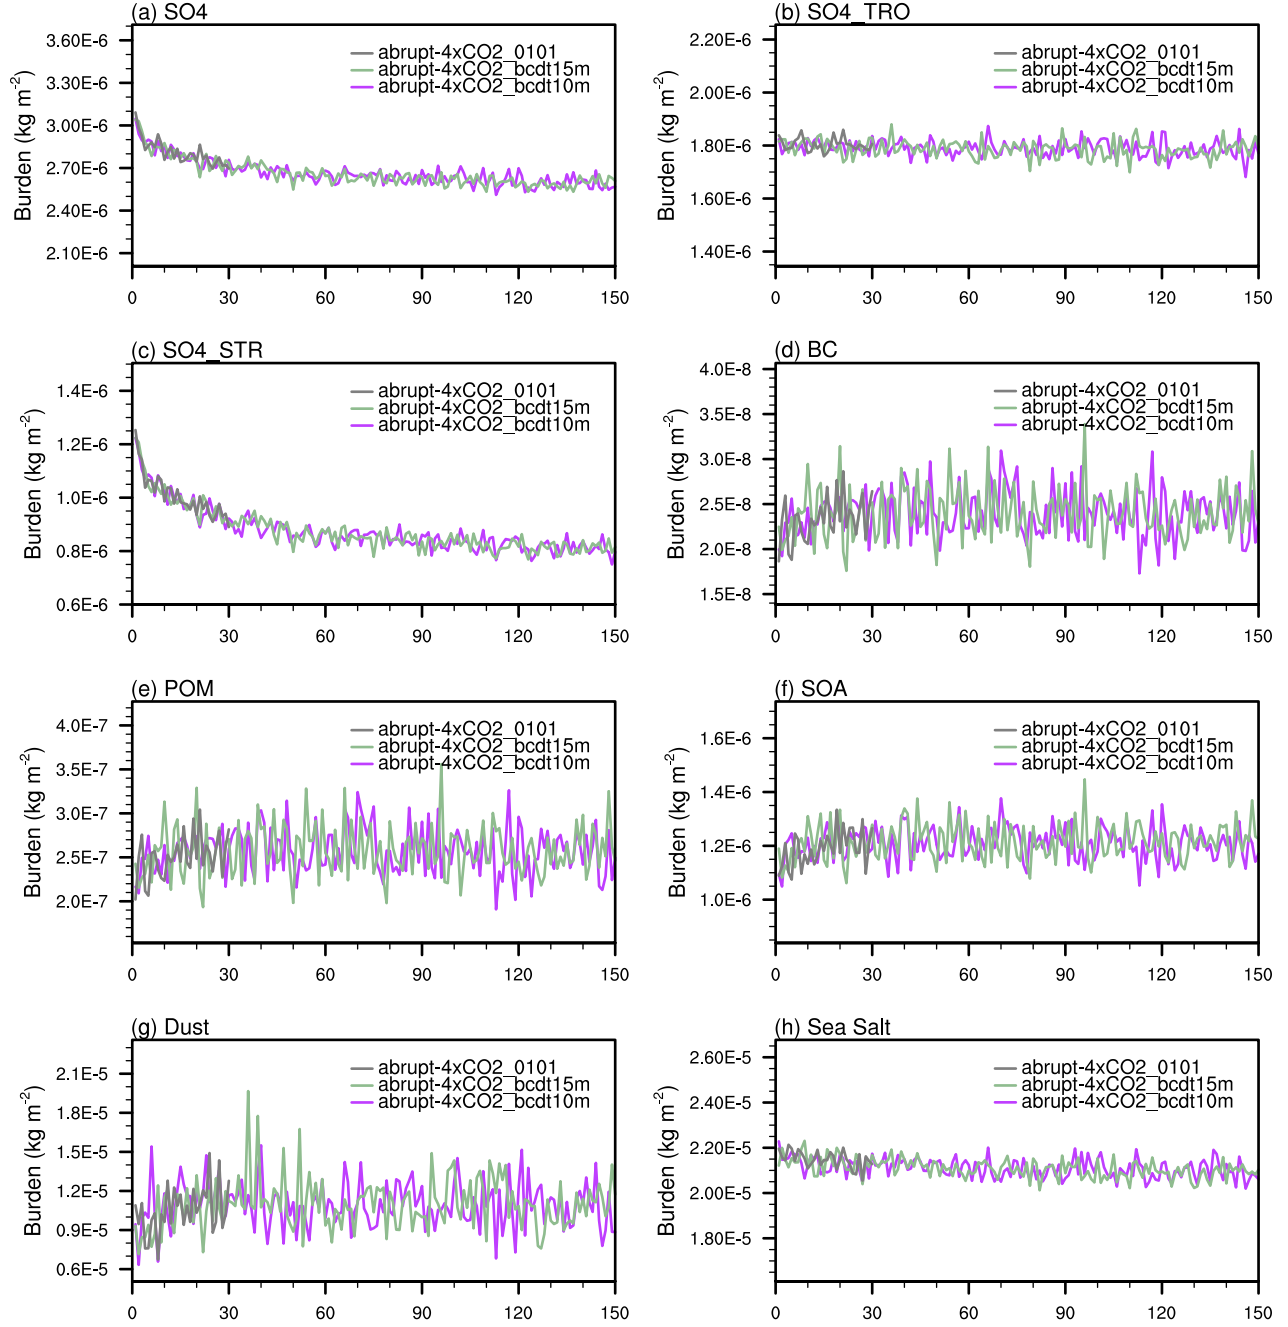 (a) SO4
3.60E-6
3.30E-6
3.00E-6
2.70E-6
2.40E-6
2.10E-6
Burden (kg m-2)
abrupt-4xCO2_0101
abrupt-4xCO2_bcdt15m
abrupt-4xCO2_bcdt10m
0 30 60 90 120 150
(b) SO4_TRO
2.20E-6
2.00E-6
1.80E-6
1.60E-6
1.40E-6
Burden (kg m-2)
abrupt-4xCO2_0101
abrupt-4xCO2_bcdt15m
abrupt-4xCO2_bcdt10m
0 30 60 90 120 150
(c) SO4_STR
1.4E-6
1.2E-6
1.0E-6
0.8E-6
0.6E-6
Burden (kg m-2)
abrupt-4xCO2_0101
abrupt-4xCO2_bcdt15m
abrupt-4xCO2_bcdt10m
0 30 60 90 120 150
(d) BC
4.0E-8
3.5E-8
3.0E-8
2.5E-8
2.0E-8
1.5E-8
Burden (kg m-2)
abrupt-4xCO2_0101
abrupt-4xCO2_bcdt15m
abrupt-4xCO2_bcdt10m
0 30 60 90 120 150
(e) POM
4.0E-7
3.5E-7
3.0E-7
2.5E-7
2.0E-7
Burden (kg m-2)
abrupt-4xCO2_0101
abrupt-4xCO2_bcdt15m
abrupt-4xCO2_bcdt10m
0 30 60 90 120 150
(f) SOA
1.6E-6
1.4E-6
1.2E-6
1.0E-6
Burden (kg m-2)
abrupt-4xCO2_0101
abrupt-4xCO2_bcdt15m
abrupt-4xCO2_bcdt10m
0 30 60 90 120 150
(g) Dust
2.1E-5
1.8E-5
1.5E-5
1.2E-5
0.9E-5
0.6E-5
Burden (kg m-2)
abrupt-4xCO2_0101
abrupt-4xCO2_bcdt15m
abrupt-4xCO2_bcdt10m
0 30 60 90 120 150
(h) Sea Salt
2.60E-5
2.40E-5
2.20E-5
2.00E-5
1.80E-5
Burden (kg m-2)
abrupt-4xCO2_0101
abrupt-4xCO2_bcdt15m
abrupt-4xCO2_bcdt10m
0 30 60 90 120 150